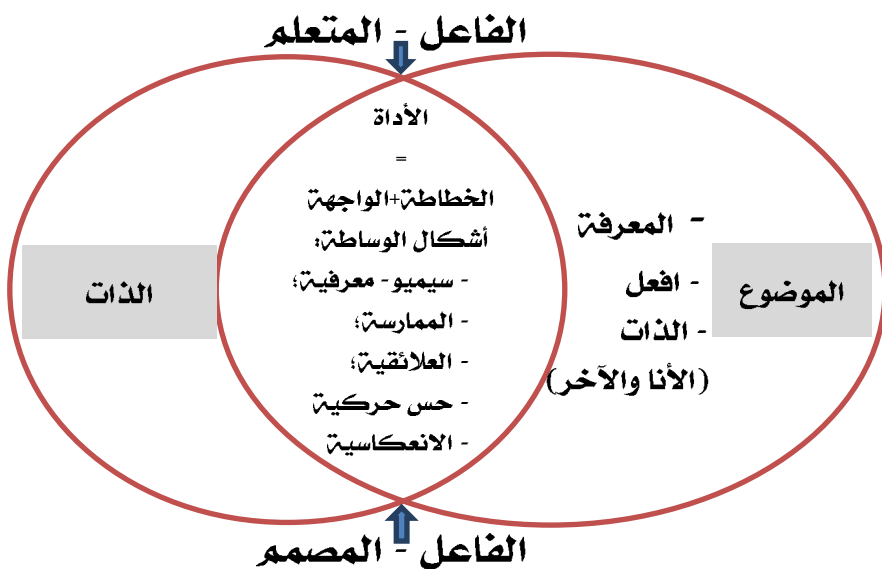 الفاعل - المتعلم
الأداة
=
الخطاطة+الواجهة
أشكال الوساطة:
- سيميو- معرفية؛
- الممارسة؛
- العلائقية؛
- حس حركية
- الانعكاسية
- المعرفة
- افعل
- الذات
(الأنا والآخر)
الموضوع
الذات
الفاعل - المصمم